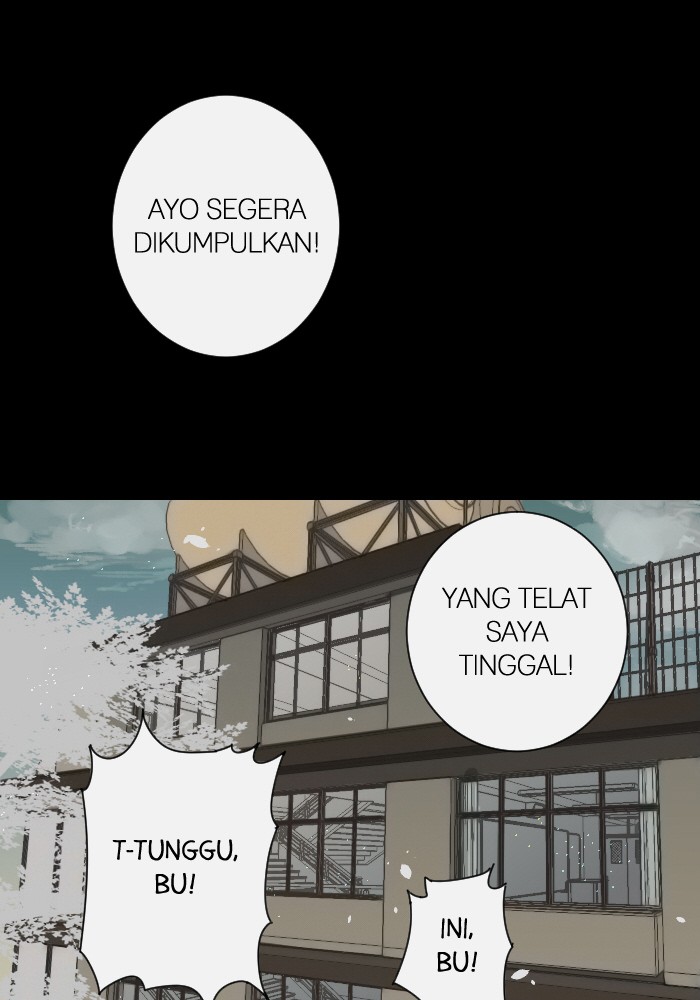 AYO SEGERA
DIKUMPULKAN!
YANG TELAT
SAYA
TINGGAL!
T-TUNGGU,
BU!
INI,
BU!